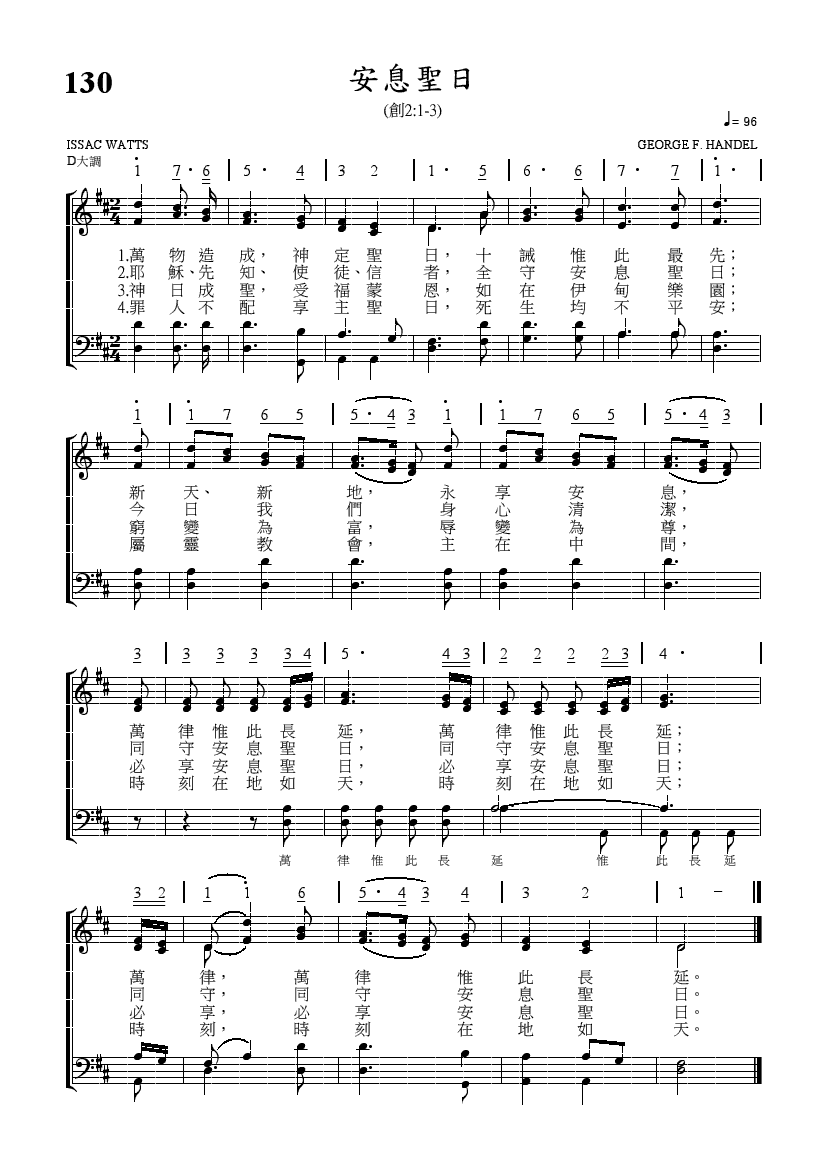 130
安息聖日
(創2:1-3)
♩= 96
ISSAC WATTS
GEORGE F. HANDEL
D大調
1̇ 7· 6 5· 4 3 2 1· 5 6· 6 7· 7 1̇·
1.萬物造成，神定聖日，十誡惟此最先；
2.耶穌、先知、使徒、信者，全守安息聖日；
3.神日成聖，受福蒙恩，如在伊甸樂園；
4.罪人不配享主聖日，死生均不平安；
1̇ 1̇ 7 6 5 5· 4 3 1̇ 1̇ 7 6 5 5· 4 3
新天、新地，永享安息，
今日我們身心清潔，
窮變為富，辱變為尊，
屬靈教會，主在中間，
3 3 3 3 3 4 5· 4 3 2 2 2 2 3 4·
萬律惟此長延，萬律惟此長延；
同守安息聖日，同守安息聖日；
必享安息聖日，必享安息聖日；
時刻在地如天，時刻在地如天；
萬律惟此長延 惟此長延
3 2 1 1̇ 6 5· 4 3 4 3 2 1 –
萬律，萬律惟此長延。
同守，同守安息聖日。
必享，必享安息聖日。
時刻，時刻在地如天。